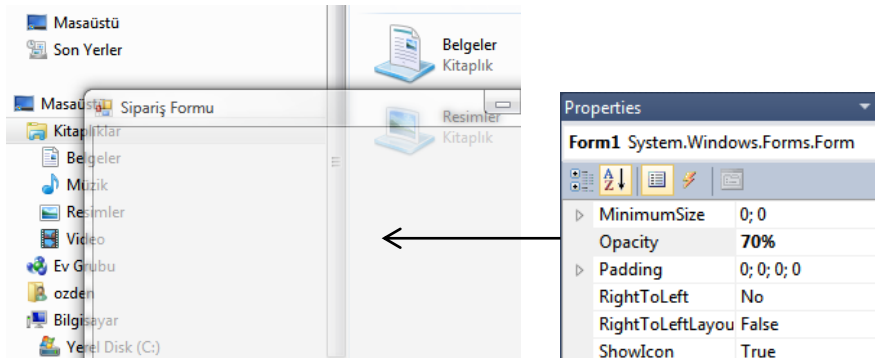 Masaüstü
Son Yerler
Belgeler
Kitaplık
Masaüstü
Sipariş Formu
Resimler
Kitaplık
Kitaplıklar
Belgeler
Müzik
Resimler
Video
Ev Grubu
ozden
Bilgisayar
Yerel Disk (C:)
Properties
Form1 System.Windows.Forms.Form
MinimumSize 0; 0
Opacity 70%
Padding 0; 0; 0; 0
RightToLeft No
RightToLeftLayou False
ShowIcon True